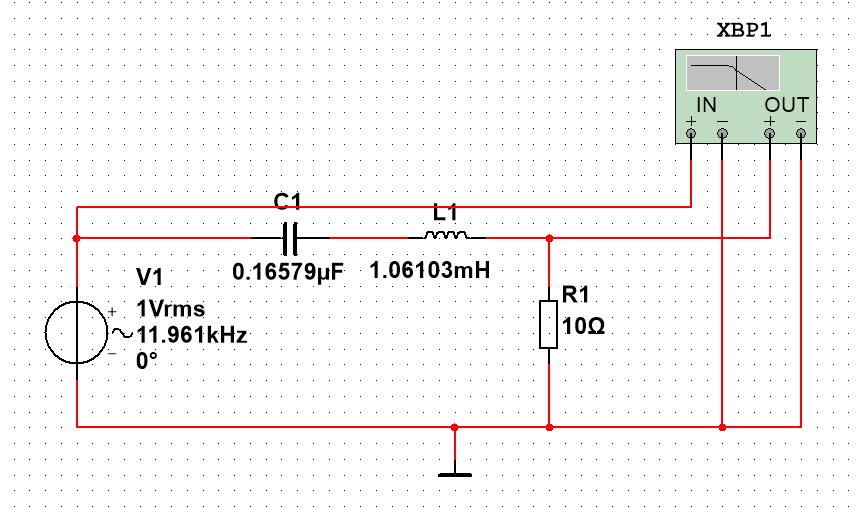 XBP1
IN OUT
+ − + −
C1
L1
0.16579µF 1.06103mH
V1
+ 1Vrms
11.961kHz
− 0°
R1
10Ω